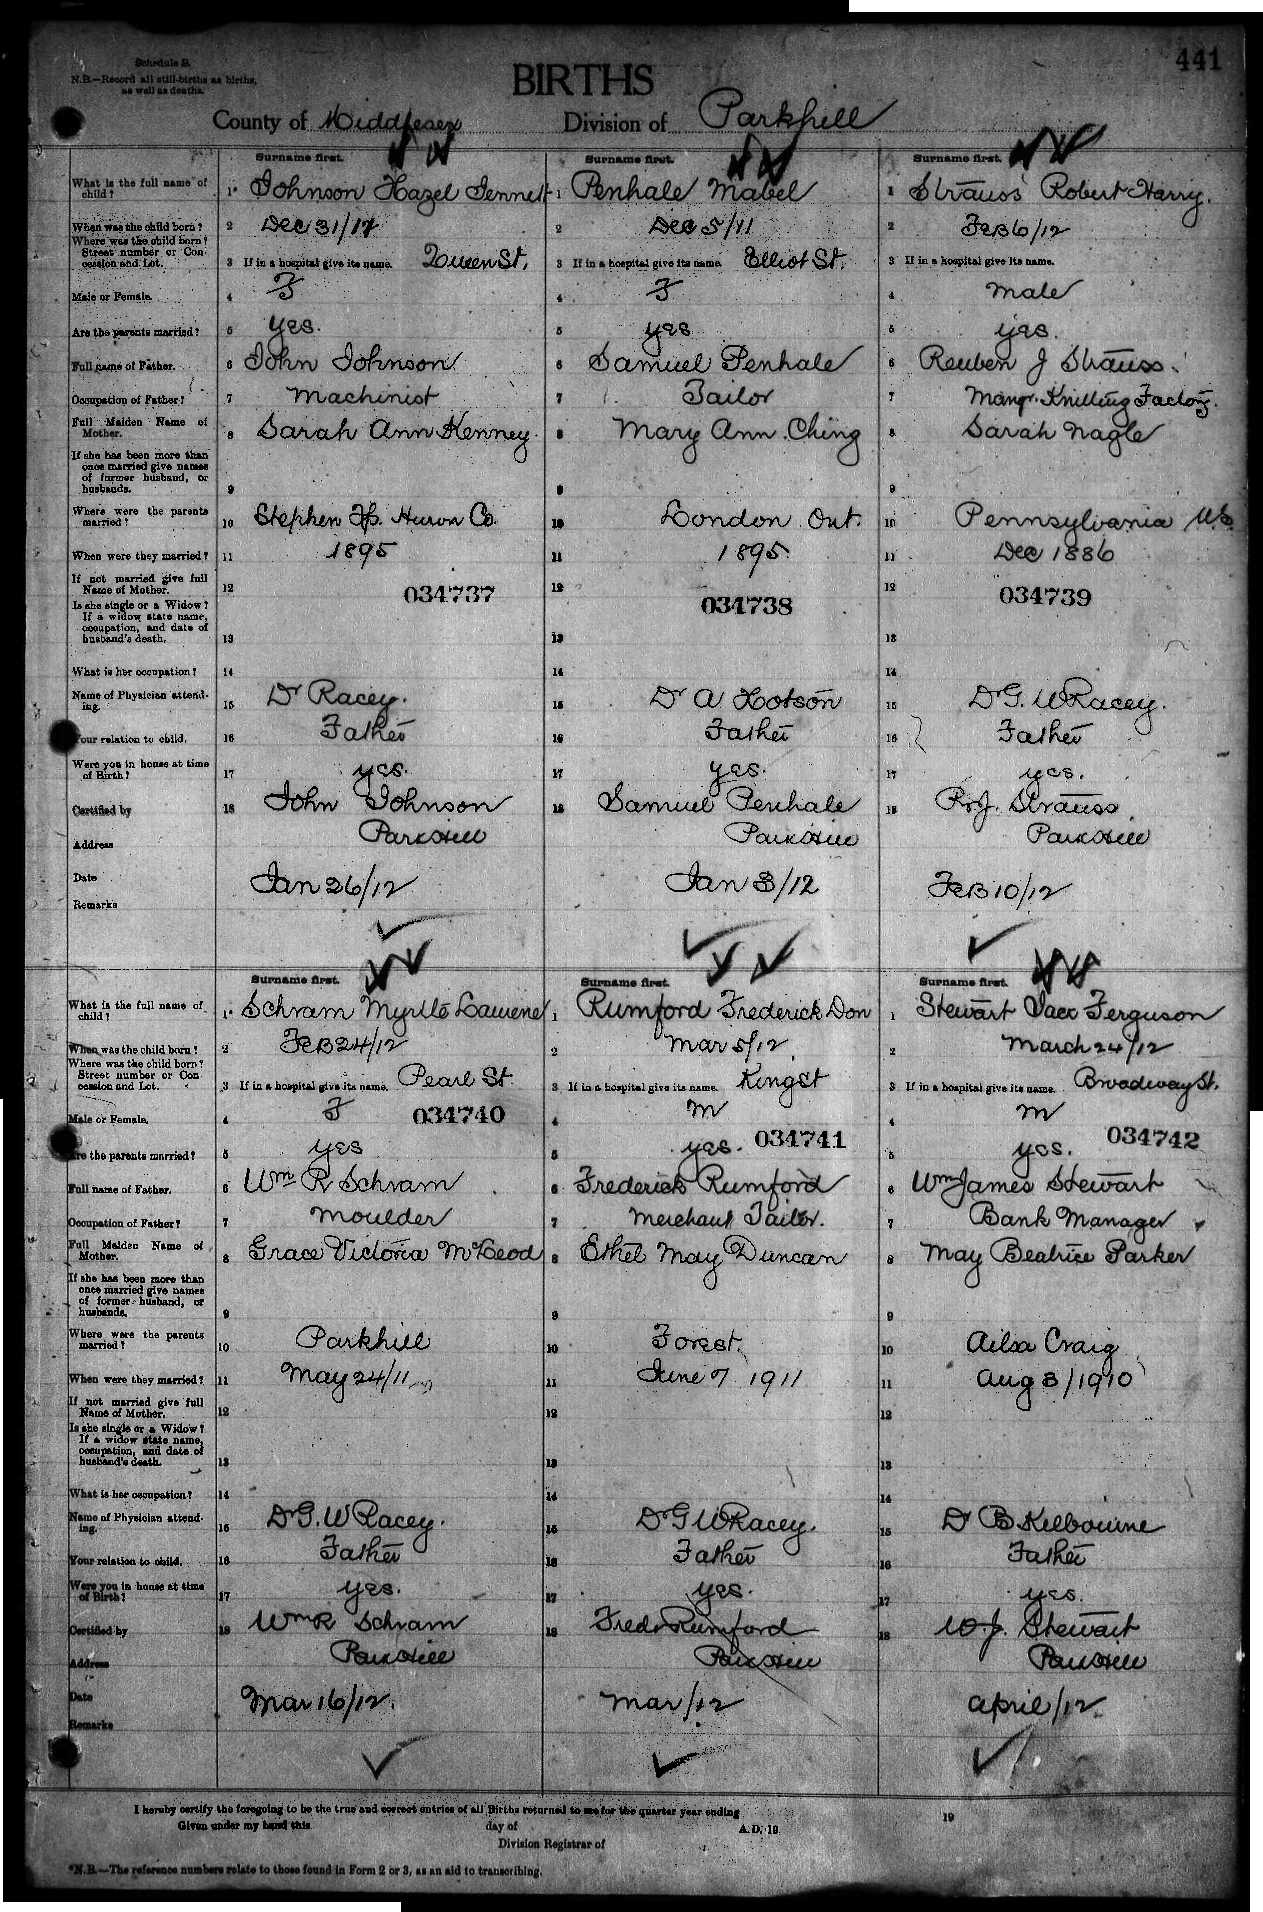 441
Schedule B.
N.B.—Record all still-births as births,
as well as deaths.
BIRTHS
County of Middlesex Division of Parkhill
Surname first. Surname first. Surname first.
What is the full name of child? 1 Johnson Hazel Jennett 1 Penhale Mabel 1 Strauss Robert Harry.
When was the child born? 2 Dec 31/11 2 Dec 5/11 2 Feb 6/12
Where was the child born? Street number or Concession and Lot. 3 If in a hospital give its name. Queen St. 3 If in a hospital give its name. Elliot St. 3 If in a hospital give its name.
Male or Female. 4 F 4 F 4 Male
Are the parents married? 5 yes. 5 yes 5 yes.
Full name of Father. 6 John Johnson 6 Samuel Penhale 6 Reuben J Strauss.
Occupation of Father? 7 Machinist 7 Tailor 7 Mangr. Knitting Factory.
Full Maiden Name of Mother. 8 Sarah Ann Kenney. 8 Mary Ann Ching 8 Sarah Nagle
If she has been more than once married give names of former husband, or husbands. 9 9 9
Where were the parents married? 10 Stephen Tp. Huron Co. 10 London Ont. 10 Pennsylvania US
When were they married? 11 1895 11 1895 11 Dec 1886
If not married give full Name of Mother. 12 034737 12 034738 12 034739
Is she single or a Widow? If a widow state name, occupation, and date of husband's death. 13 13 13
What is her occupation? 14 14 14
Name of Physician attending. 15 Dr Racey. 15 Dr A Hotson 15 Dr G. W Racey.
Your relation to child. 16 Father 16 Father 16 Father
Were you in house at time of Birth? 17 yes. 17 yes. 17 yes.
Certified by 18 John Johnson 18 Samuel Penhale 18 R. J. Strauss
Address Parkhill Parkhill Parkhill
Date Jan 26/12 Jan 3/12 Feb 10/12
Remarks
Surname first. Surname first. Surname first.
What is the full name of child? 1 Schram Myrtle 1 Rumford Frederick Don 1 Stewart Jack Ferguson
When was the child born? 2 Feb 24/12 2 Mar 5/12 2 March 24/12
Where was the child born? Street number or Concession and Lot. 3 If in a hospital give its name. Pearl St. 3 If in a hospital give its name. King St 3 If in a hospital give its name. Broadway St.
Male or Female. 4 F 034740 4 M 4 M
Are the parents married? 5 yes 5 yes. 034741 5 yes. 034742
Full name of Father. 6 Wm R Schram 6 Frederick Rumford 6 Wm James Stewart
Occupation of Father? 7 Moulder 7 Merchant Tailor. 7 Bank Manager
Full Maiden Name of Mother. 8 Grace Victoria McLeod 8 Ethel May Duncan 8 May Beatrice Parker
If she has been more than once married give names of former husband, or husbands. 9 9 9
Where were the parents married? 10 Parkhill 10 Forest. 10 Ailsa Craig
When were they married? 11 May 24/11 11 June 7 1911 11 Aug 3/1910
If not married give full Name of Mother. 12 12 12
Is she single or a Widow? If a widow state name, occupation, and date of husband's death. 13 13 13
What is her occupation? 14 14 14
Name of Physician attending. 15 Dr G. W Racey. 15 Dr G W Racey. 15 Dr B Kilbourne
Your relation to child. 16 Father 16 Father 16 Father
Were you in house at time of Birth? 17 yes. 17 yes. 17 yes.
Certified by 18 Wm R Schram 18 Fred Rumford 18 W. J. Stewart
Address Parkhill Parkhill Parkhill
Date Mar 16/12. Mar/12 April/12.
Remarks
I hereby certify the foregoing to be the true and correct entries of all Births returned to me for the quarter year ending 19
Given under my hand this day of A.D. 19
Division Registrar of
*N.B.—The reference numbers relate to those found in Form 2 or 3, as an aid to transcribing.